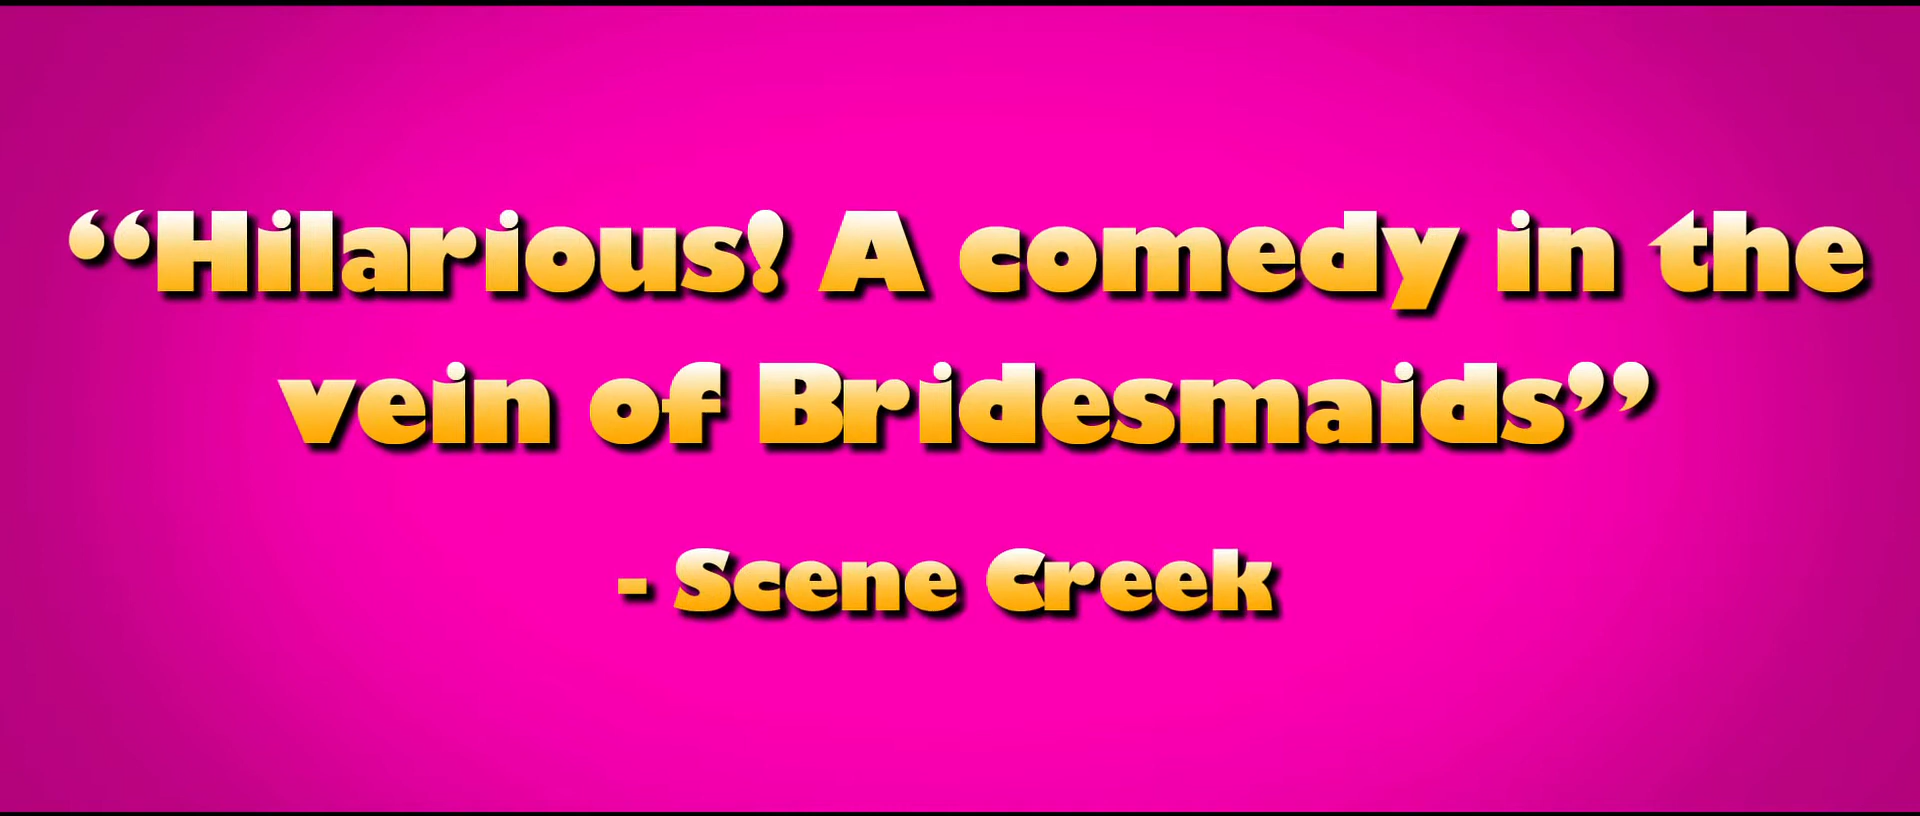 “Hilarious! A comedy in the
vein of Bridesmaids”
- Scene Creek